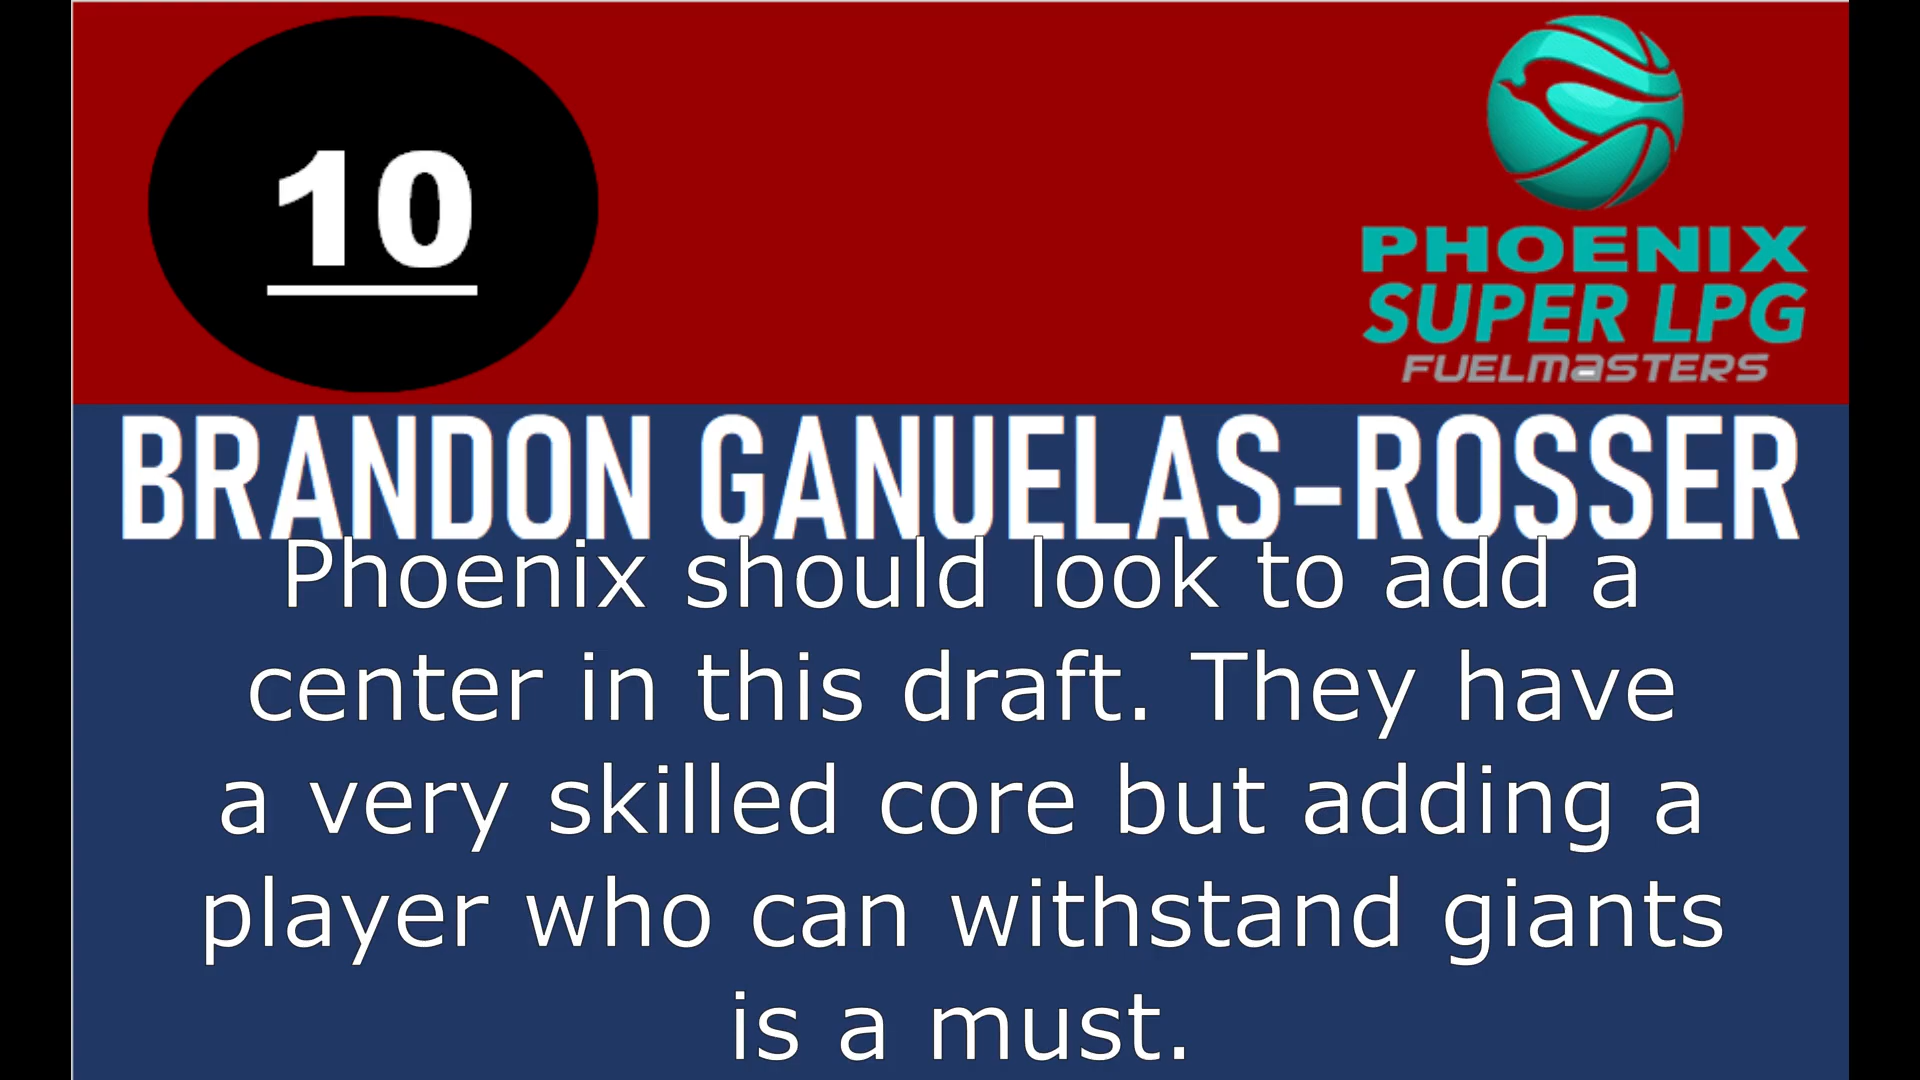 10
PHOENIX
SUPER LPG
FUELMASTERS
BRANDON GANUELAS-ROSSER
Phoenix should look to add a
center in this draft. They have
a very skilled core but adding a
player who can withstand giants
is a must.